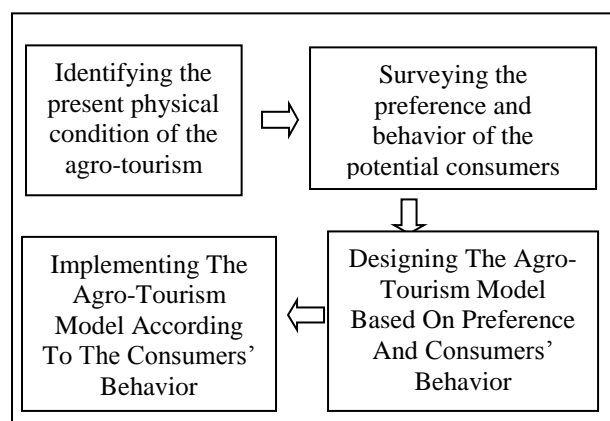 Identifying the
present physical
condition of the
agro-tourism
Surveying the
preference and
behavior of the
potential consumers
Designing The Agro-
Tourism Model
Based On Preference
And Consumers’
Behavior
Implementing The
Agro-Tourism
Model According
To The Consumers’
Behavior